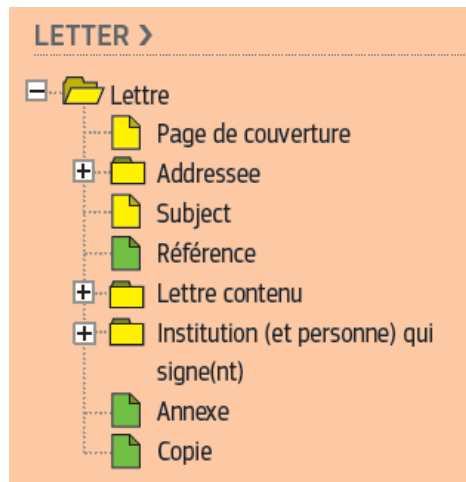 LETTER >
Lettre
Page de couverture
Addressee
Subject
Référence
Lettre contenu
Institution (et personne) qui
signe(nt)
Annexe
Copie